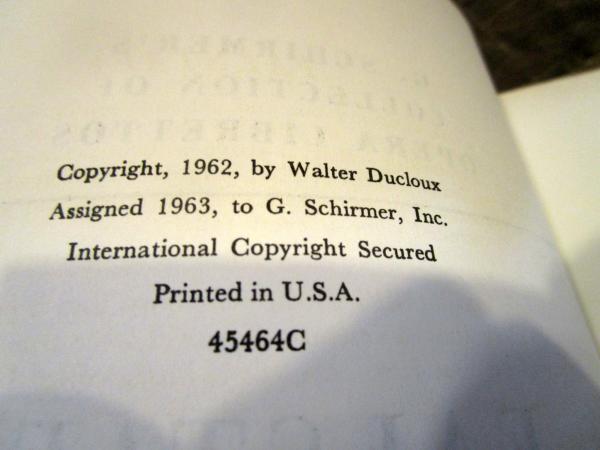 Copyright, 1962, by Walter Ducloux
Assigned 1963, to G. Schirmer, Inc.
International Copyright Secured
Printed in U.S.A.
45464C